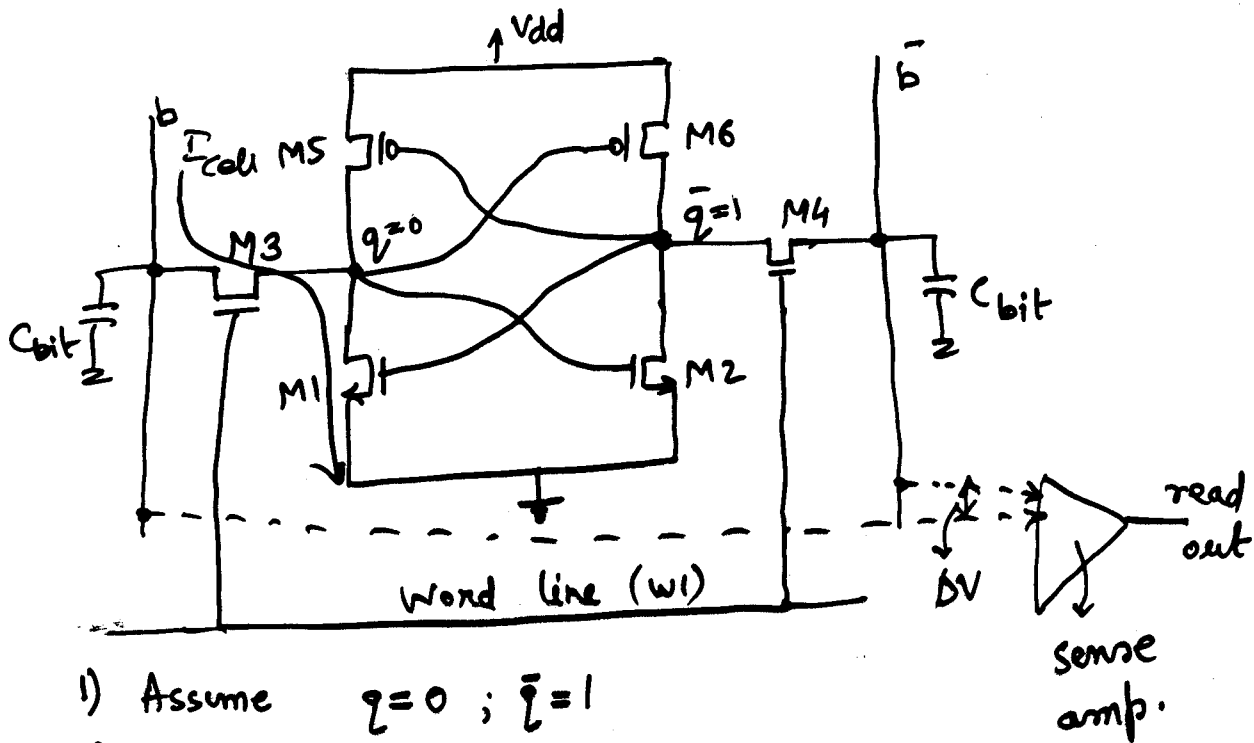 Vdd
b
b̄
Icell
M5
M6
q=0
q̄=1
M3
M4
Cbit
Cbit
M1
M2
Word line (wl)
ΔV
read out
sense amp.
1) Assume q=0 ; q̄=1